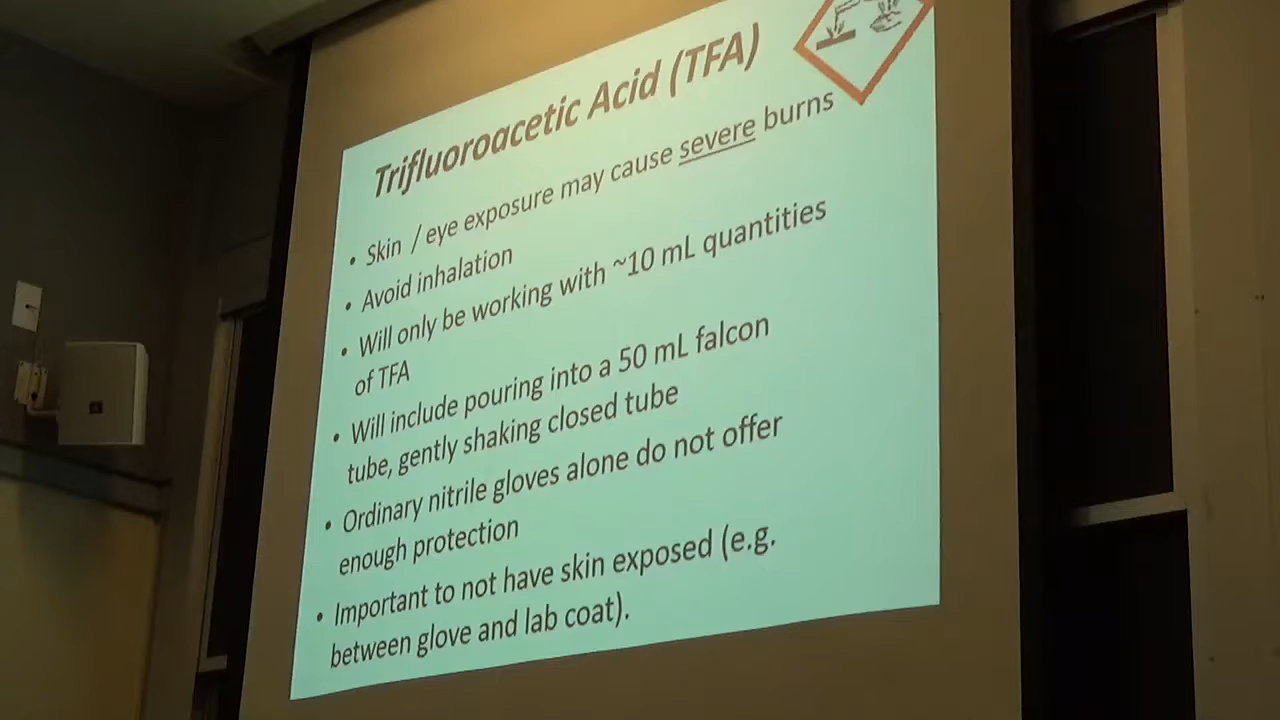 Trifluoroacetic Acid (TFA)
• Skin / eye exposure may cause severe burns
• Avoid inhalation
• Will only be working with ~10 mL quantities
of TFA
• Will include pouring into a 50 mL falcon
tube, gently shaking closed tube
• Ordinary nitrile gloves alone do not offer
enough protection
• Important to not have skin exposed (e.g.
between glove and lab coat).